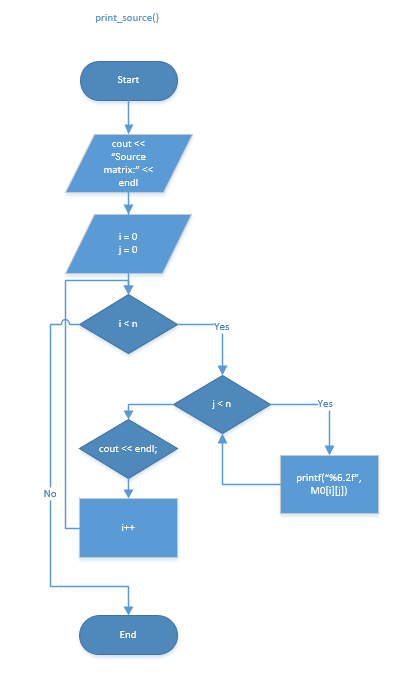 print_source()
Start
cout <<
"Source
matrix:" <<
endl
i = 0
j = 0
i < n
Yes
j < n
Yes
cout << endl;
printf("%6.2f",
M0[i][j])
No
i++
End